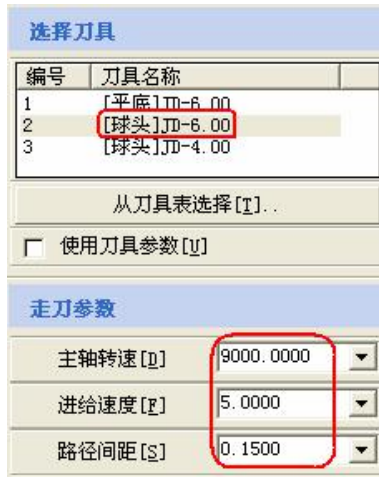 选择刀具
编号 刀具名称
1 [平底]JD-6.00
2 [球头]JD-6.00
3 [球头]JD-4.00
从刀具表选择[T]..
使用刀具参数[U]
走刀参数
主轴转速[D] 9000.0000
进给速度[F] 5.0000
路径间距[S] 0.1500